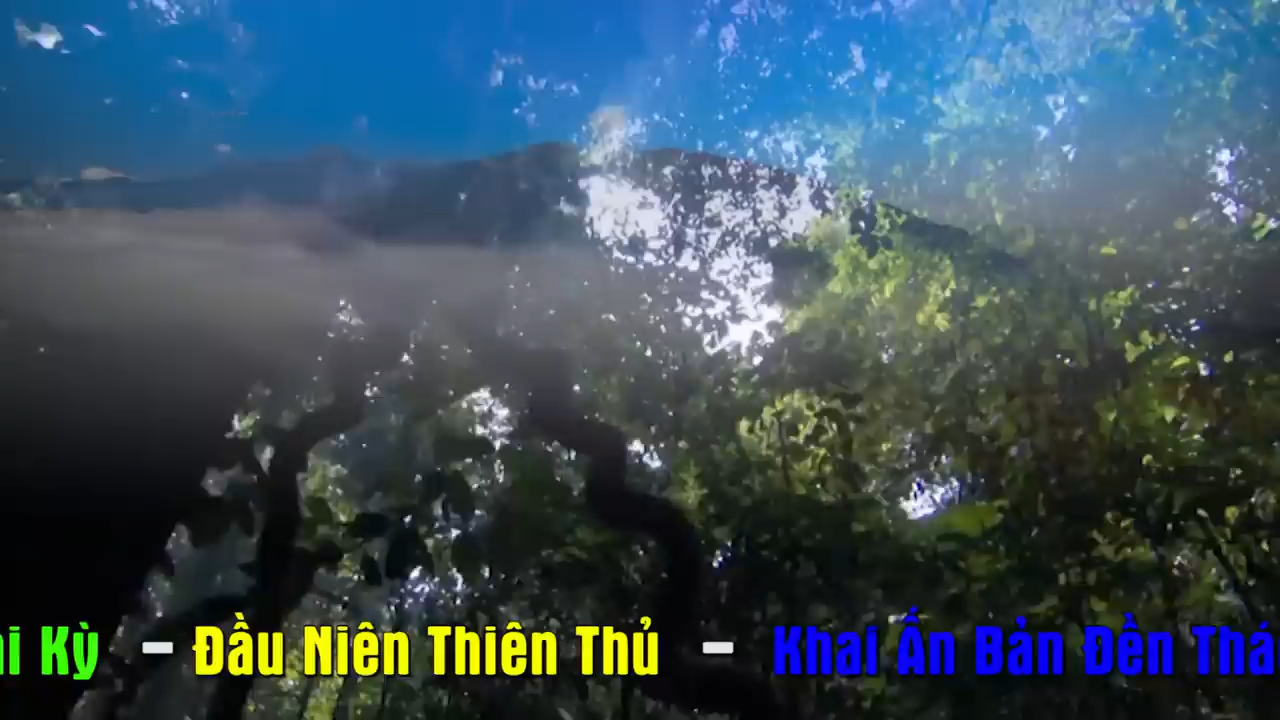 Kỳ - Đầu Niên Thiên Thủ - Khai Ấn Bản Đền